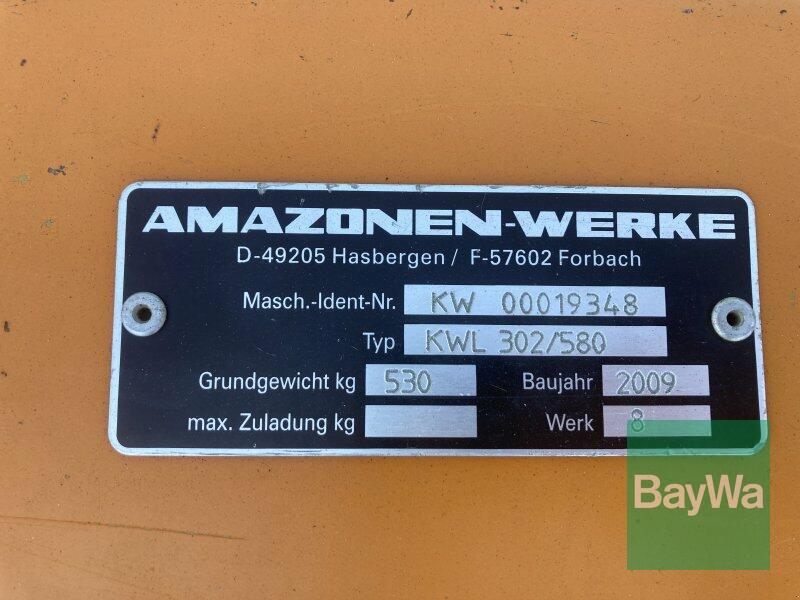 AMAZONEN-WERKE
D-49205 Hasbergen / F-57602 Forbach
Masch.-Ident-Nr. KW 00019348
Typ KWL 302/580
Grundgewicht kg 530 Baujahr 2009
max. Zuladung kg Werk 8
BayWa